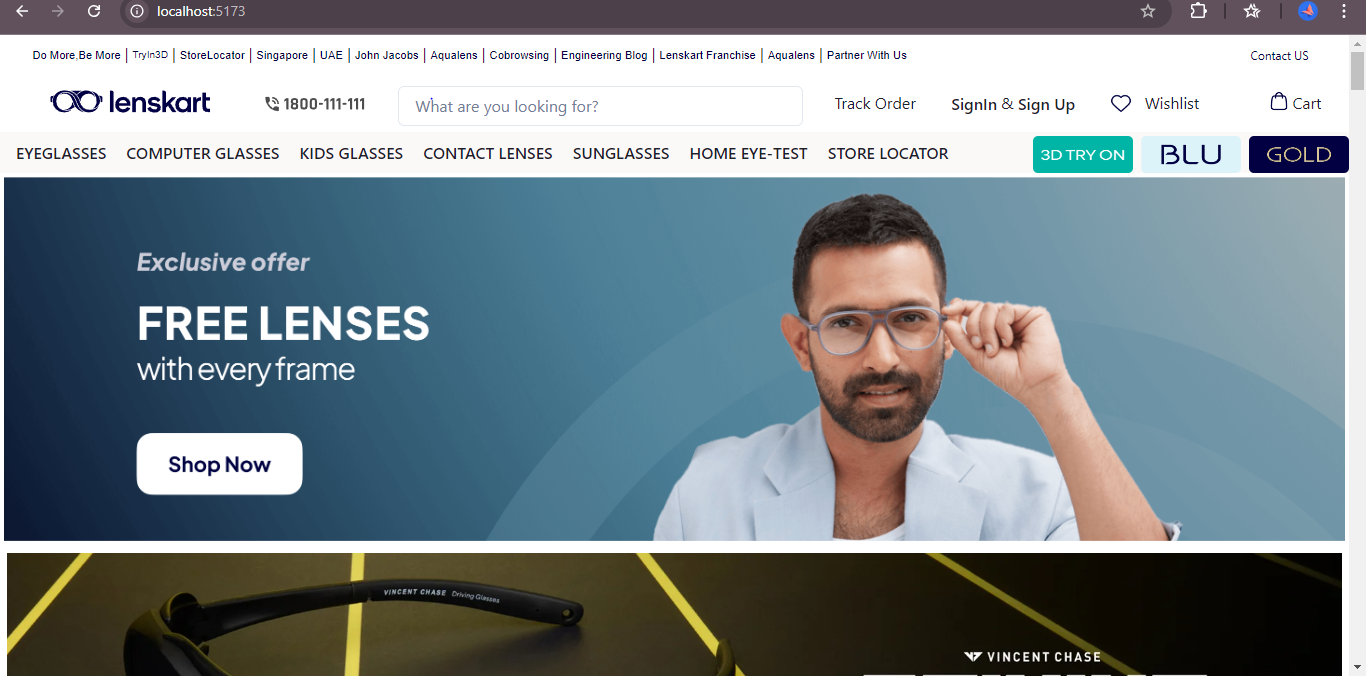 localhost:5173
Do More,Be More | TryIn3D | StoreLocator | Singapore | UAE | John Jacobs | Aqualens | Cobrowsing | Engineering Blog | Lenskart Franchise | Aqualens | Partner With Us
Contact US
lenskart
1800-111-111
What are you looking for?
Track Order
SignIn & Sign Up
Wishlist
Cart
EYEGLASSES COMPUTER GLASSES KIDS GLASSES CONTACT LENSES SUNGLASSES HOME EYE-TEST STORE LOCATOR
3D TRY ON
BLU
GOLD
Exclusive offer
FREE LENSES
with every frame
Shop Now
VINCENT CHASE Driving Glasses
VINCENT CHASE